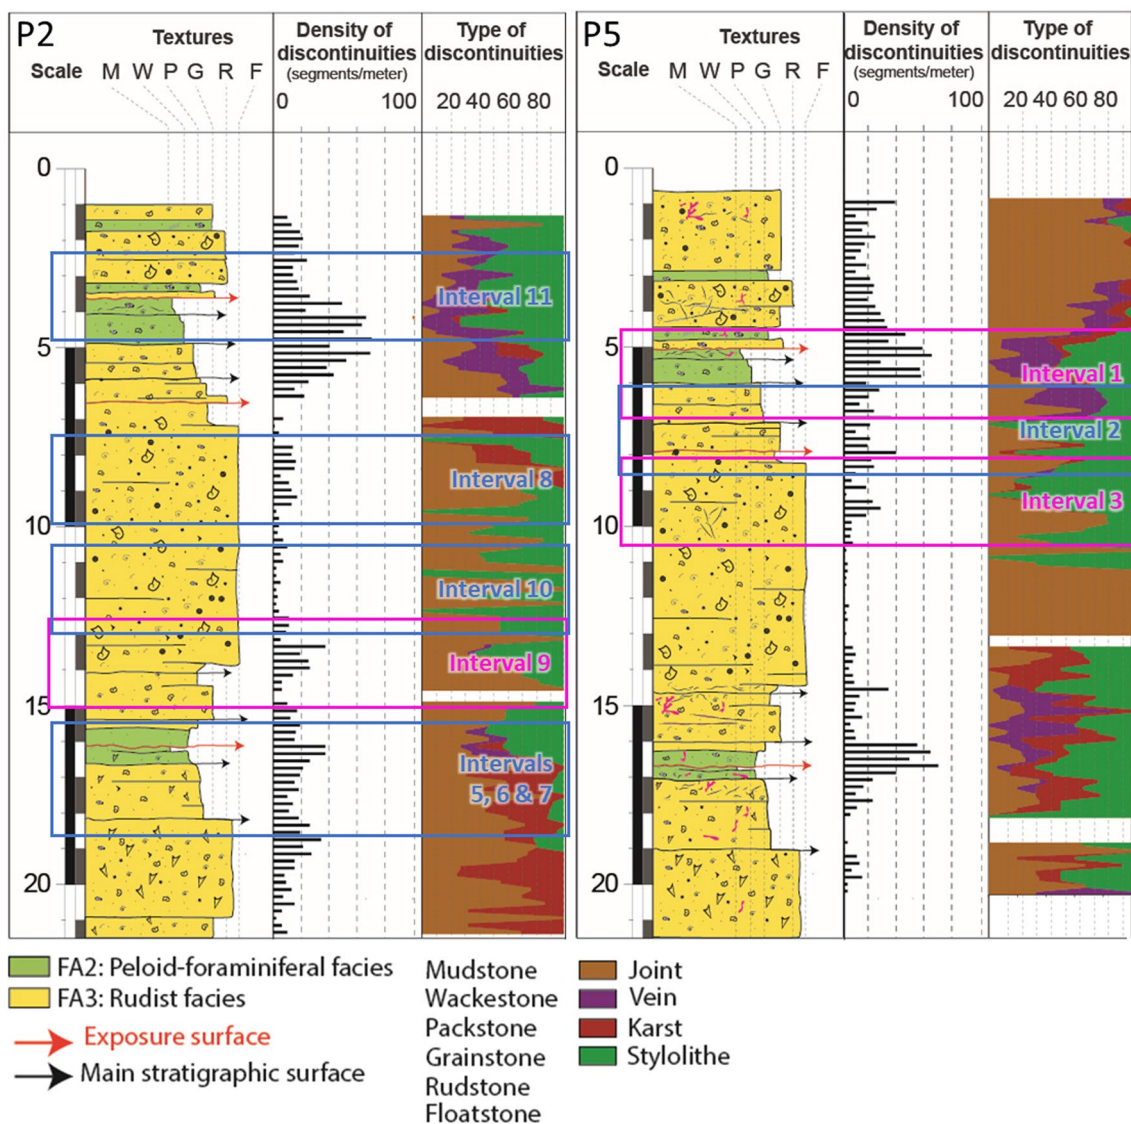 P2
Textures
Density of
discontinuities
(segments/meter)
Type of
discontinuities
Scale M W P G R F
0 100
20 40 60 80
0
5
10
15
20
Interval 11
Interval 8
Interval 10
Interval 9
Intervals
5, 6 & 7
P5
Textures
Density of
discontinuities
(segments/meter)
Type of
discontinuities
Scale M W P G R F
0 100
20 40 60 80
0
5
10
15
20
Interval 1
Interval 2
Interval 3
FA2: Peloid-foraminiferal facies
FA3: Rudist facies
Exposure surface
Main stratigraphic surface
Mudstone
Wackestone
Packstone
Grainstone
Rudstone
Floatstone
Joint
Vein
Karst
Stylolithe